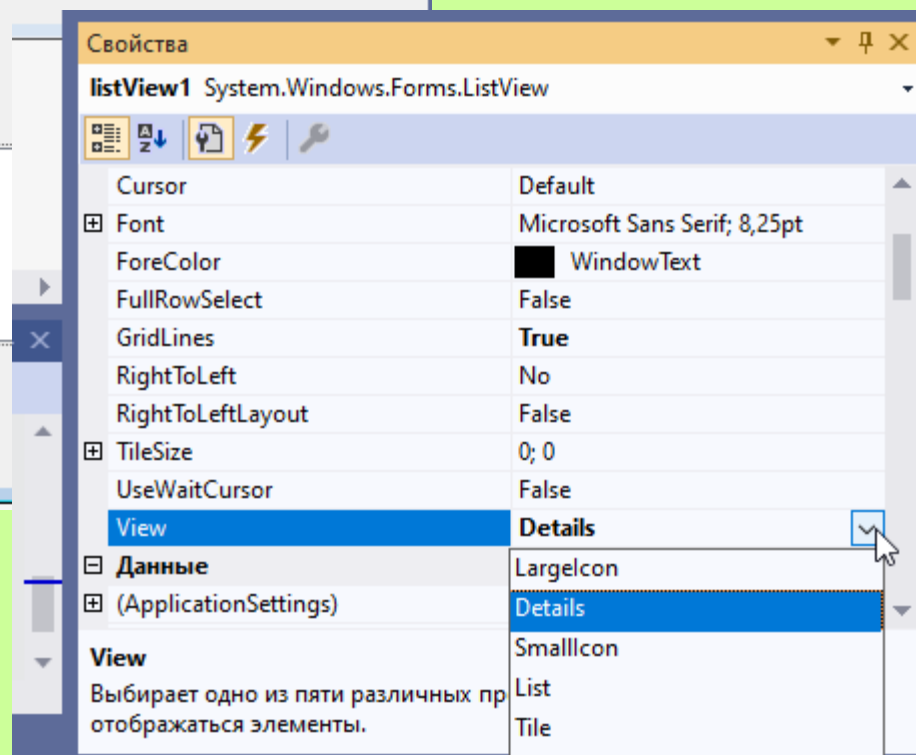 Свойства
listView1 System.Windows.Forms.ListView
Cursor Default
Font Microsoft Sans Serif; 8,25pt
ForeColor WindowText
FullRowSelect False
GridLines True
RightToLeft No
RightToLeftLayout False
TileSize 0; 0
UseWaitCursor False
View Details
Данные
(ApplicationSettings)
LargeIcon
Details
SmallIcon
List
Tile
View
Выбирает одно из пяти различных
отображаться элементы.